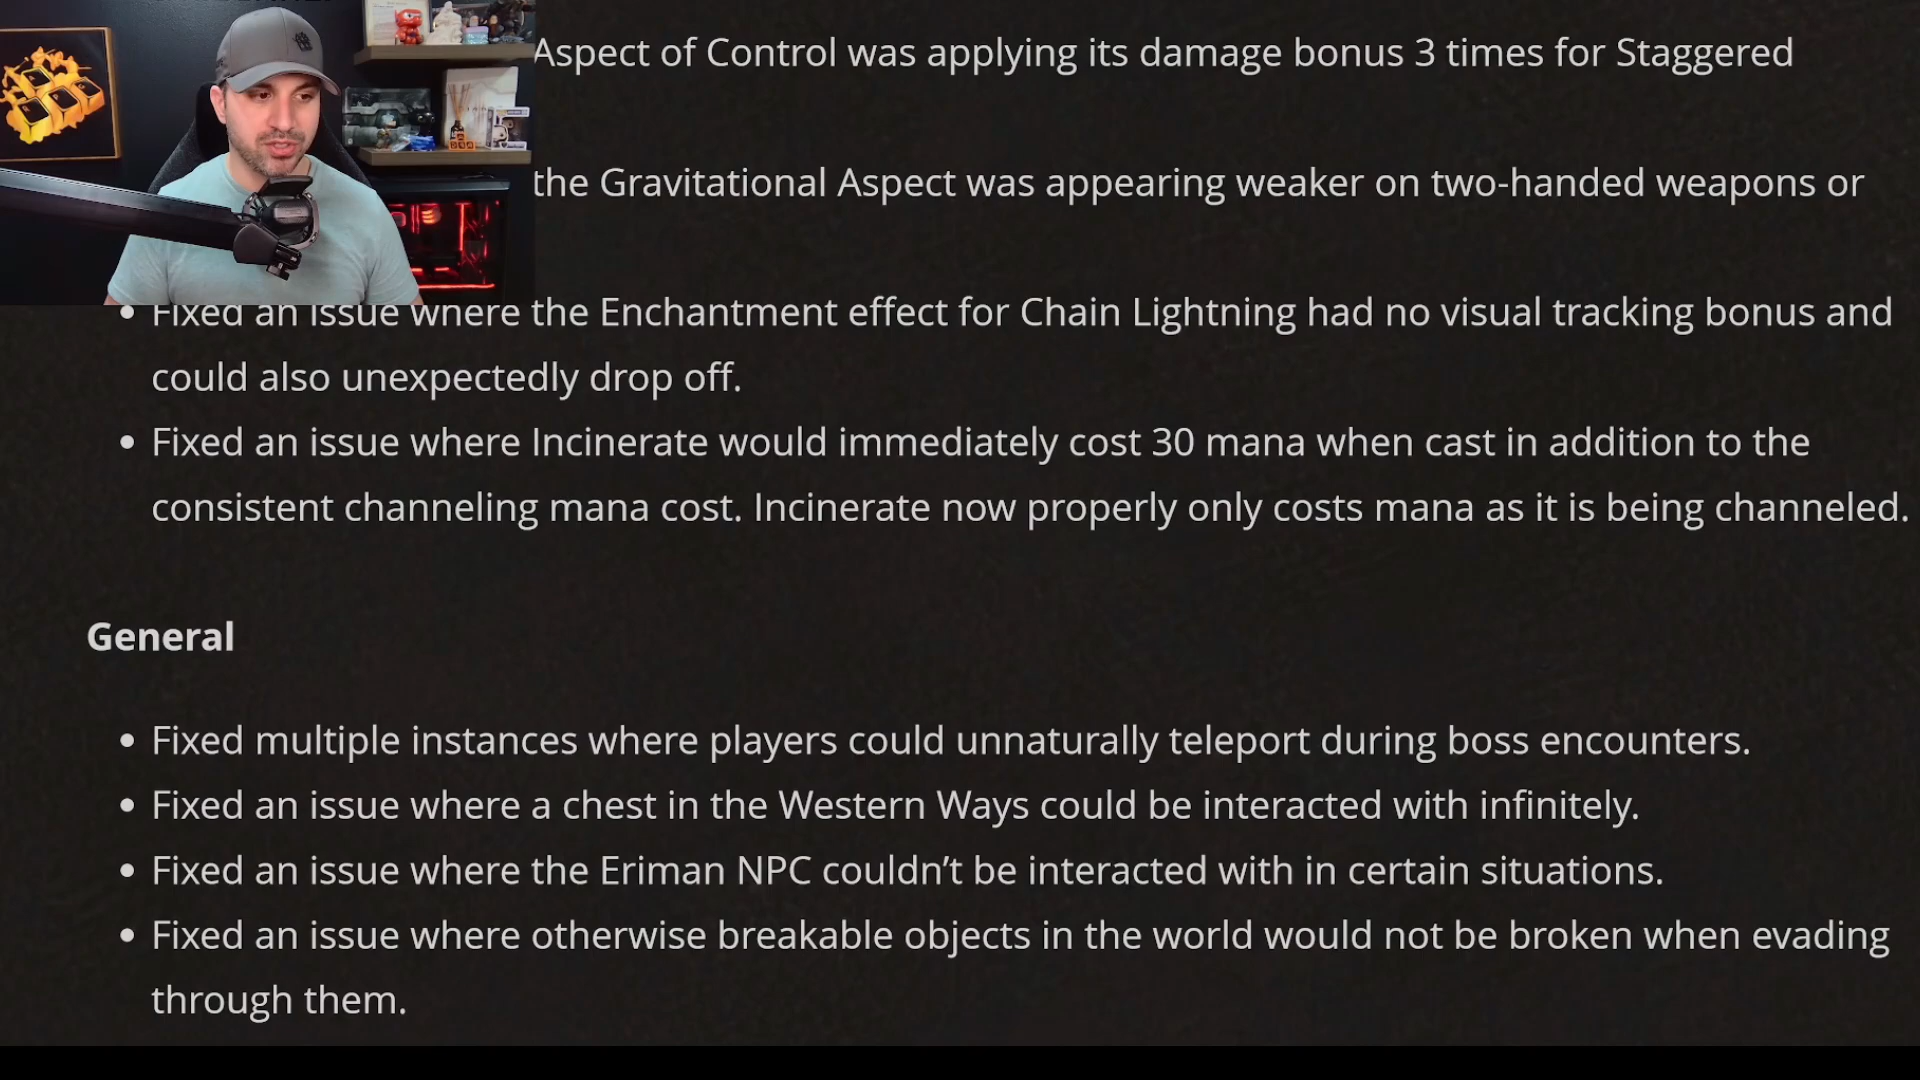 Aspect of Control was applying its damage bonus 3 times for Staggered
the Gravitational Aspect was appearing weaker on two-handed weapons or
• Fixed an issue where the Enchantment effect for Chain Lightning had no visual tracking bonus and
could also unexpectedly drop off.
• Fixed an issue where Incinerate would immediately cost 30 mana when cast in addition to the
consistent channeling mana cost. Incinerate now properly only costs mana as it is being channeled.
General
• Fixed multiple instances where players could unnaturally teleport during boss encounters.
• Fixed an issue where a chest in the Western Ways could be interacted with infinitely.
• Fixed an issue where the Eriman NPC couldn’t be interacted with in certain situations.
• Fixed an issue where otherwise breakable objects in the world would not be broken when evading
through them.